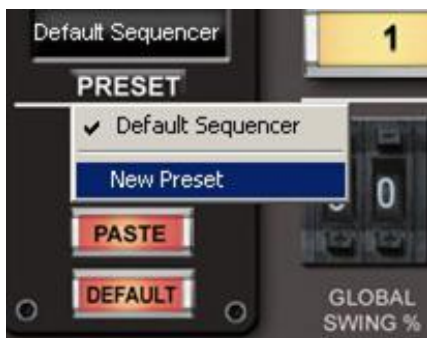 Default Sequencer
1
PRESET
✔ Default Sequencer
New Preset
0
PASTE
DEFAULT
GLOBAL
SWING %